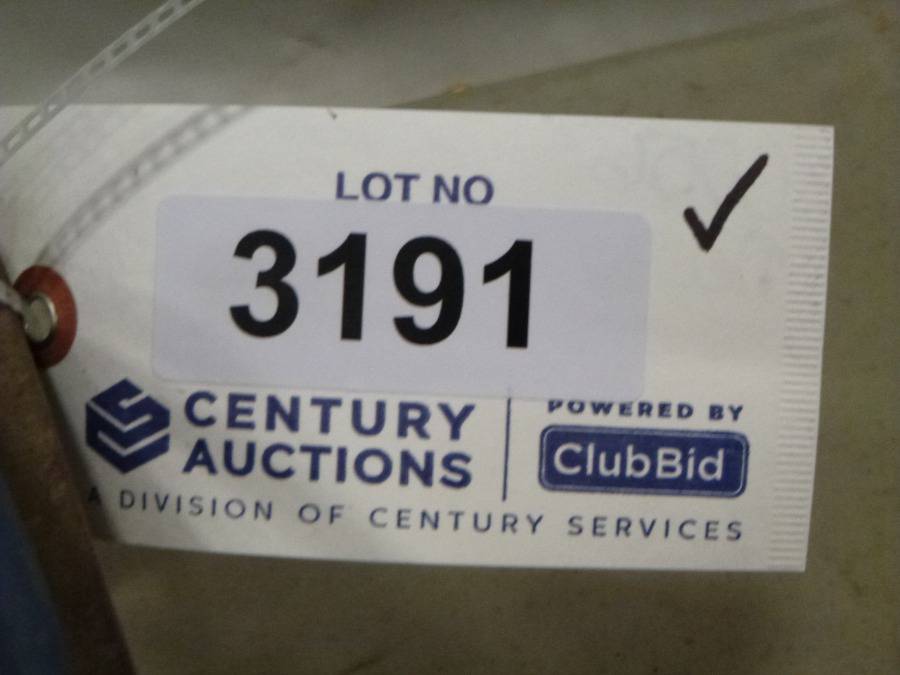 LOT NO
3191
CENTURY
AUCTIONS
POWERED BY
ClubBid
A DIVISION OF CENTURY SERVICES